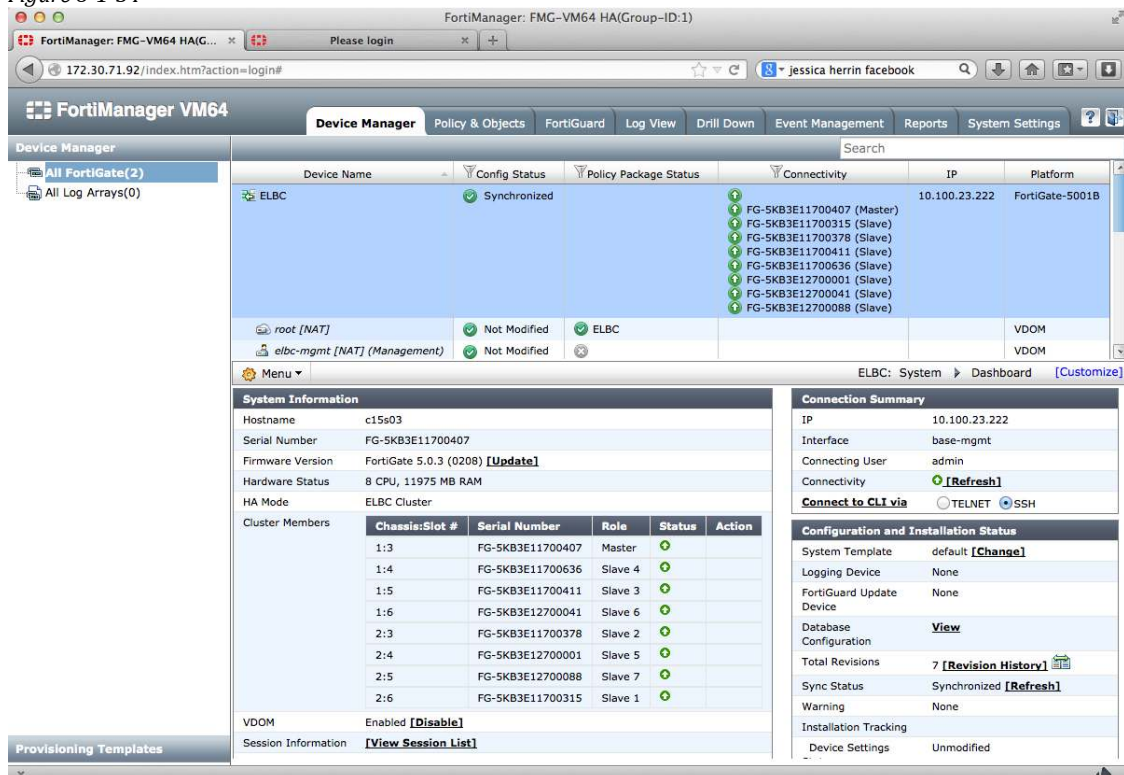 FortiManager: FMG-VM64 HA(Group-ID:1)
FortiManager: FMG-VM64 HA(G... × Please login × +
172.30.71.92/index.htm?action=login# jessica herrin facebook
FortiManager VM64
Device Manager Policy & Objects FortiGuard Log View Drill Down Event Management Reports System Settings ?
Device Manager Search
All FortiGate(2)
All Log Arrays(0)
Device Name Config Status Policy Package Status Connectivity IP Platform
ELBC Synchronized 10.100.23.222 FortiGate-5001B
FG-5KB3E11700407 (Master)
FG-5KB3E11700315 (Slave)
FG-5KB3E11700378 (Slave)
FG-5KB3E11700411 (Slave)
FG-5KB3E11700636 (Slave)
FG-5KB3E12700001 (Slave)
FG-5KB3E12700041 (Slave)
FG-5KB3E12700088 (Slave)
root [NAT] Not Modified ELBC VDOM
elbc-mgmt [NAT] (Management) Not Modified VDOM
Menu ELBC: System Dashboard [Customize]
System Information
Hostname c15s03
Serial Number FG-5KB3E11700407
Firmware Version FortiGate 5.0.3 (0208) [Update]
Hardware Status 8 CPU, 11975 MB RAM
HA Mode ELBC Cluster
Cluster Members
Chassis:Slot # Serial Number Role Status Action
1:3 FG-5KB3E11700407 Master
1:4 FG-5KB3E11700636 Slave 4
1:5 FG-5KB3E11700411 Slave 3
1:6 FG-5KB3E12700041 Slave 6
2:3 FG-5KB3E11700378 Slave 2
2:4 FG-5KB3E12700001 Slave 5
2:5 FG-5KB3E12700088 Slave 7
2:6 FG-5KB3E11700315 Slave 1
VDOM Enabled [Disable]
Session Information [View Session List]
Connection Summary
IP 10.100.23.222
Interface base-mgmt
Connecting User admin
Connectivity [Refresh]
Connect to CLI via TELNET SSH
Configuration and Installation Status
System Template default [Change]
Logging Device None
FortiGuard Update Device None
Database Configuration View
Total Revisions 7 [Revision History]
Sync Status Synchronized [Refresh]
Warning None
Installation Tracking
Device Settings Unmodified
Provisioning Templates